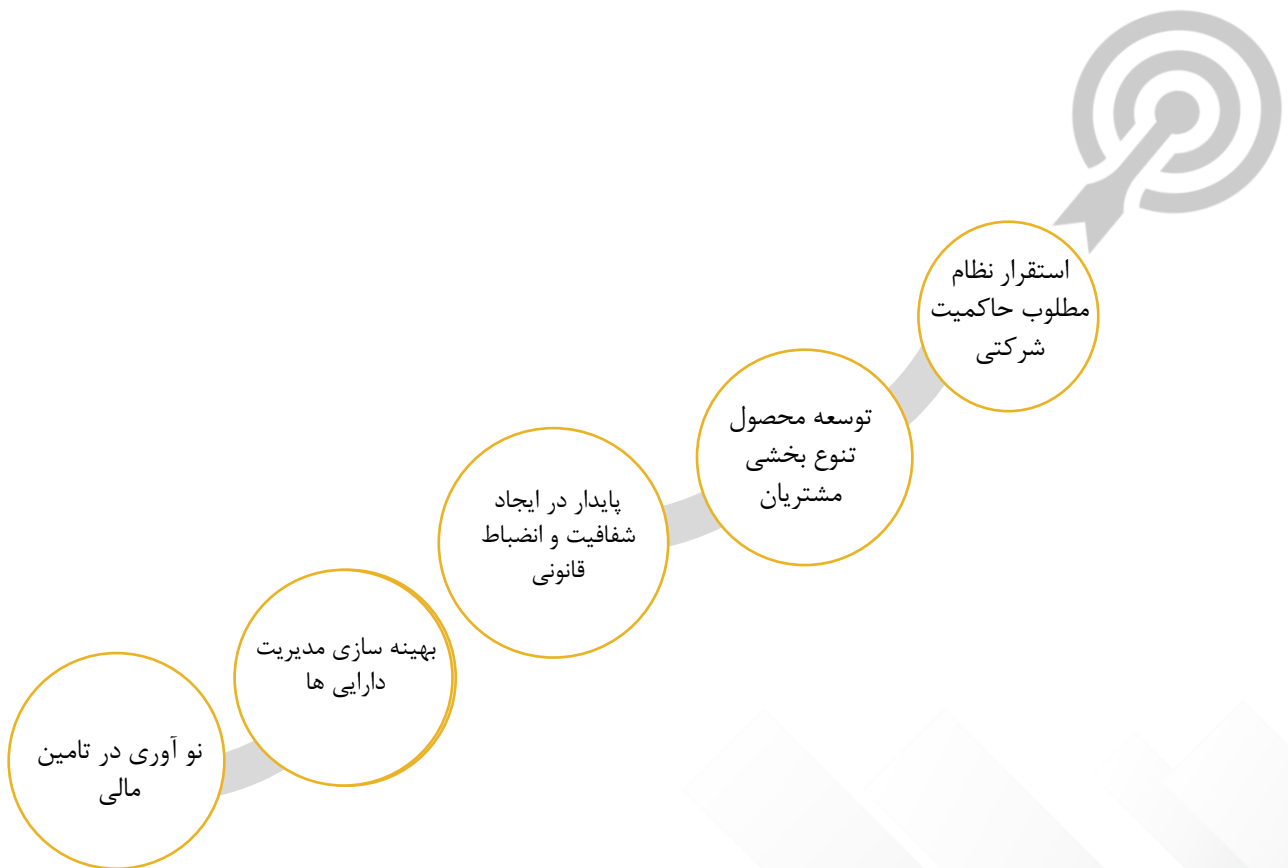 استقرار نظام
مطلوب حاکمیت
شرکتی
توسعه محصول
تنوع بخشی
مشتریان
پایدار در ایجاد
شفافیت و انضباط
قانونی
بهینه سازی مدیریت
دارایی ها
نو آوری در تامین
مالی